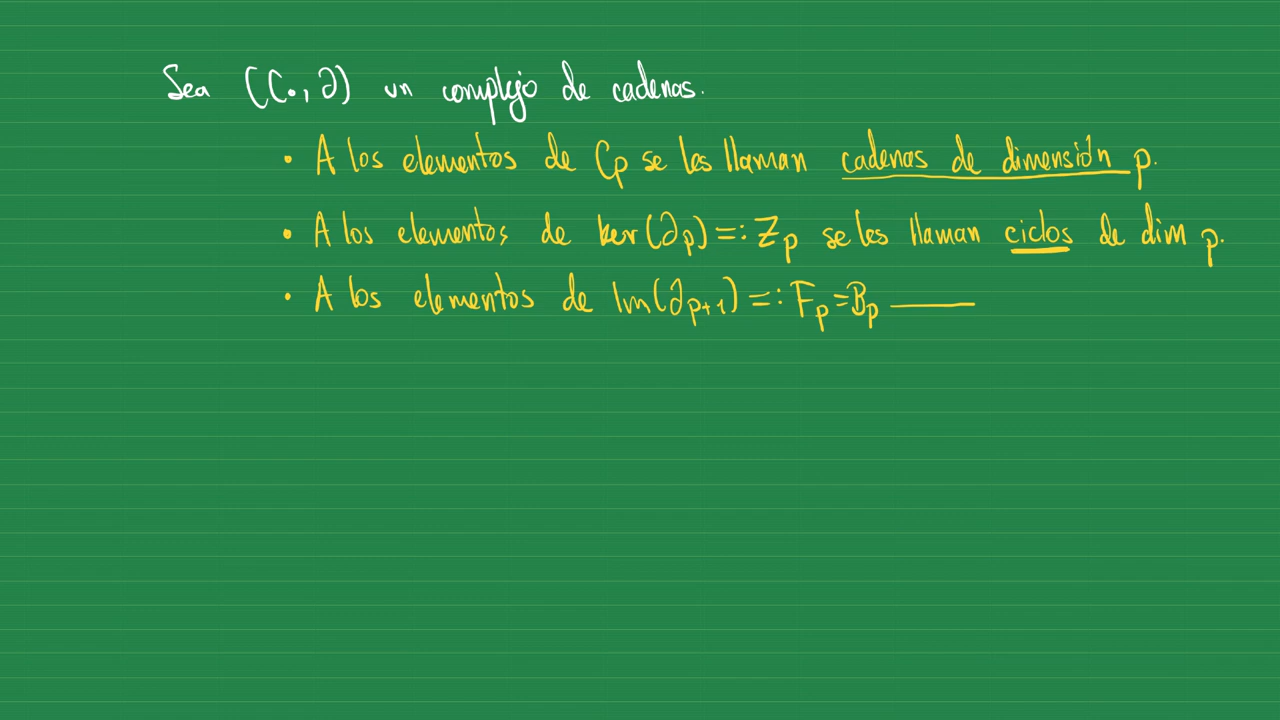 Sea (C•, ∂) un complejo de cadenas.
• A los elementos de Cp se les llaman cadenas de dimensión p.
• A los elementos de ker(∂p) =: Zp se les llaman ciclos de dim p.
• A los elementos de Im(∂p+1) =: Fp = Bp ———